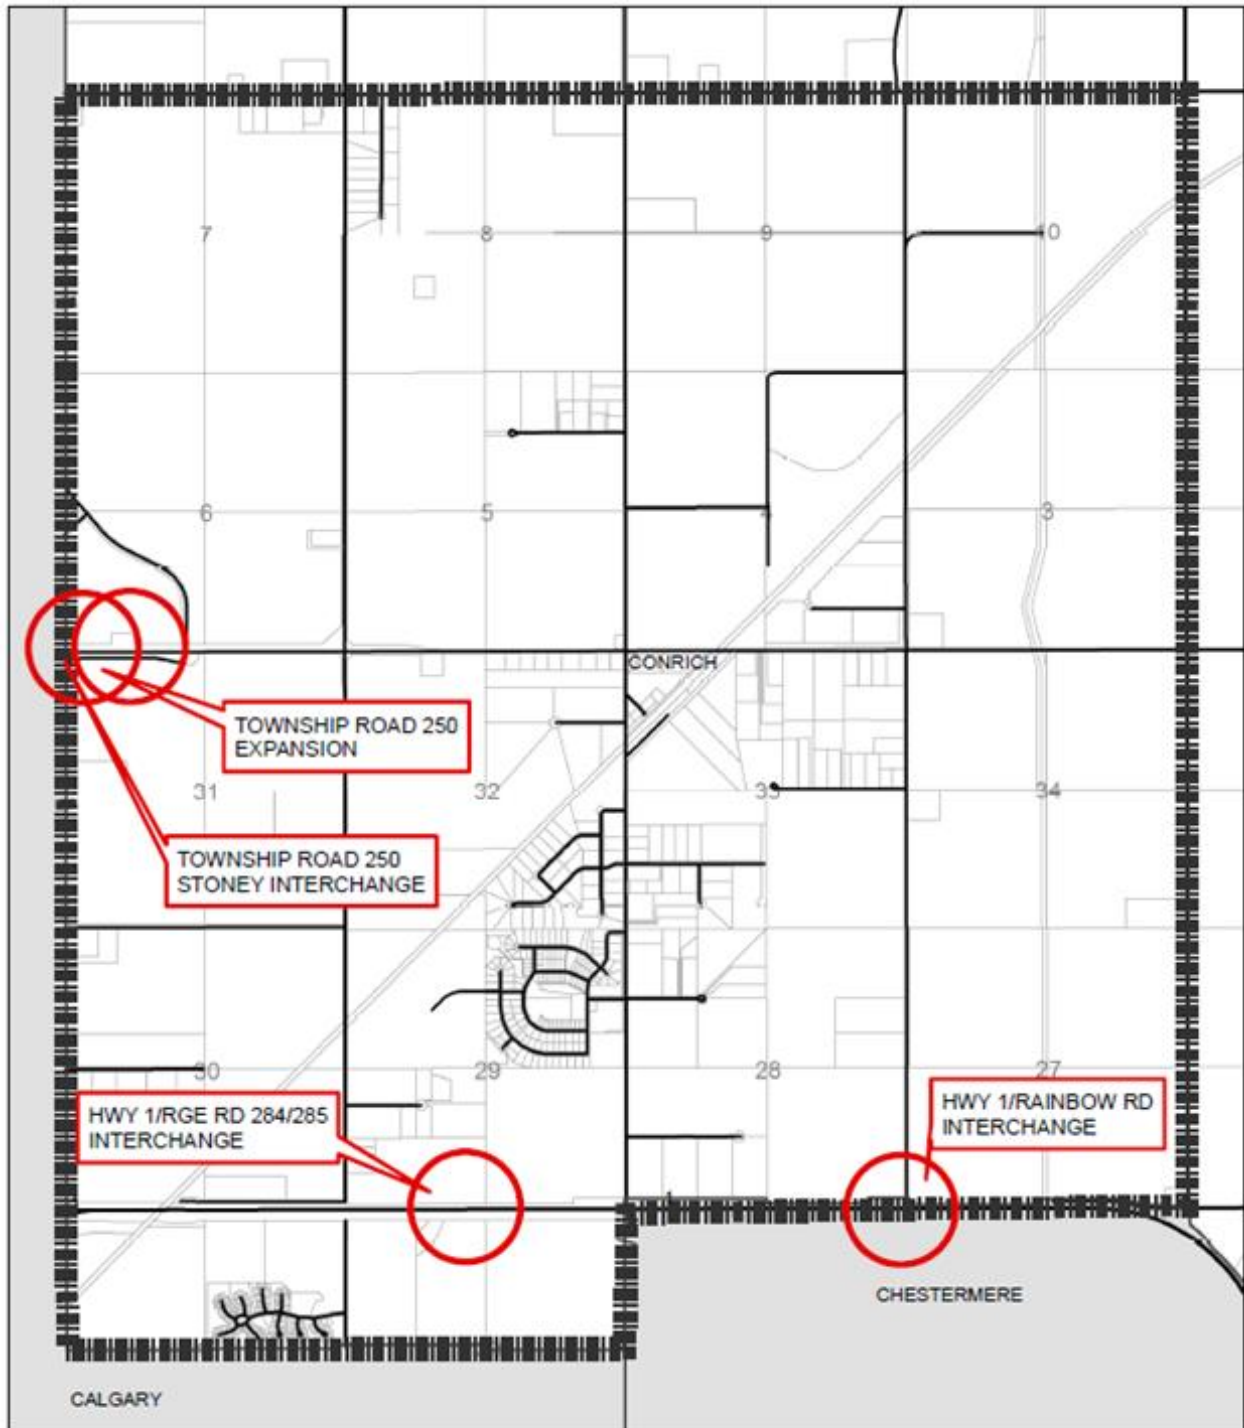 7
8
9
10
6
5
4
3
CONRICH
TOWNSHIP ROAD 250
EXPANSION
31
32
33
34
TOWNSHIP ROAD 250
STONEY INTERCHANGE
30
29
28
27
HWY 1/RGE RD 284/285
INTERCHANGE
HWY 1/RAINBOW RD
INTERCHANGE
CHESTERMERE
CALGARY